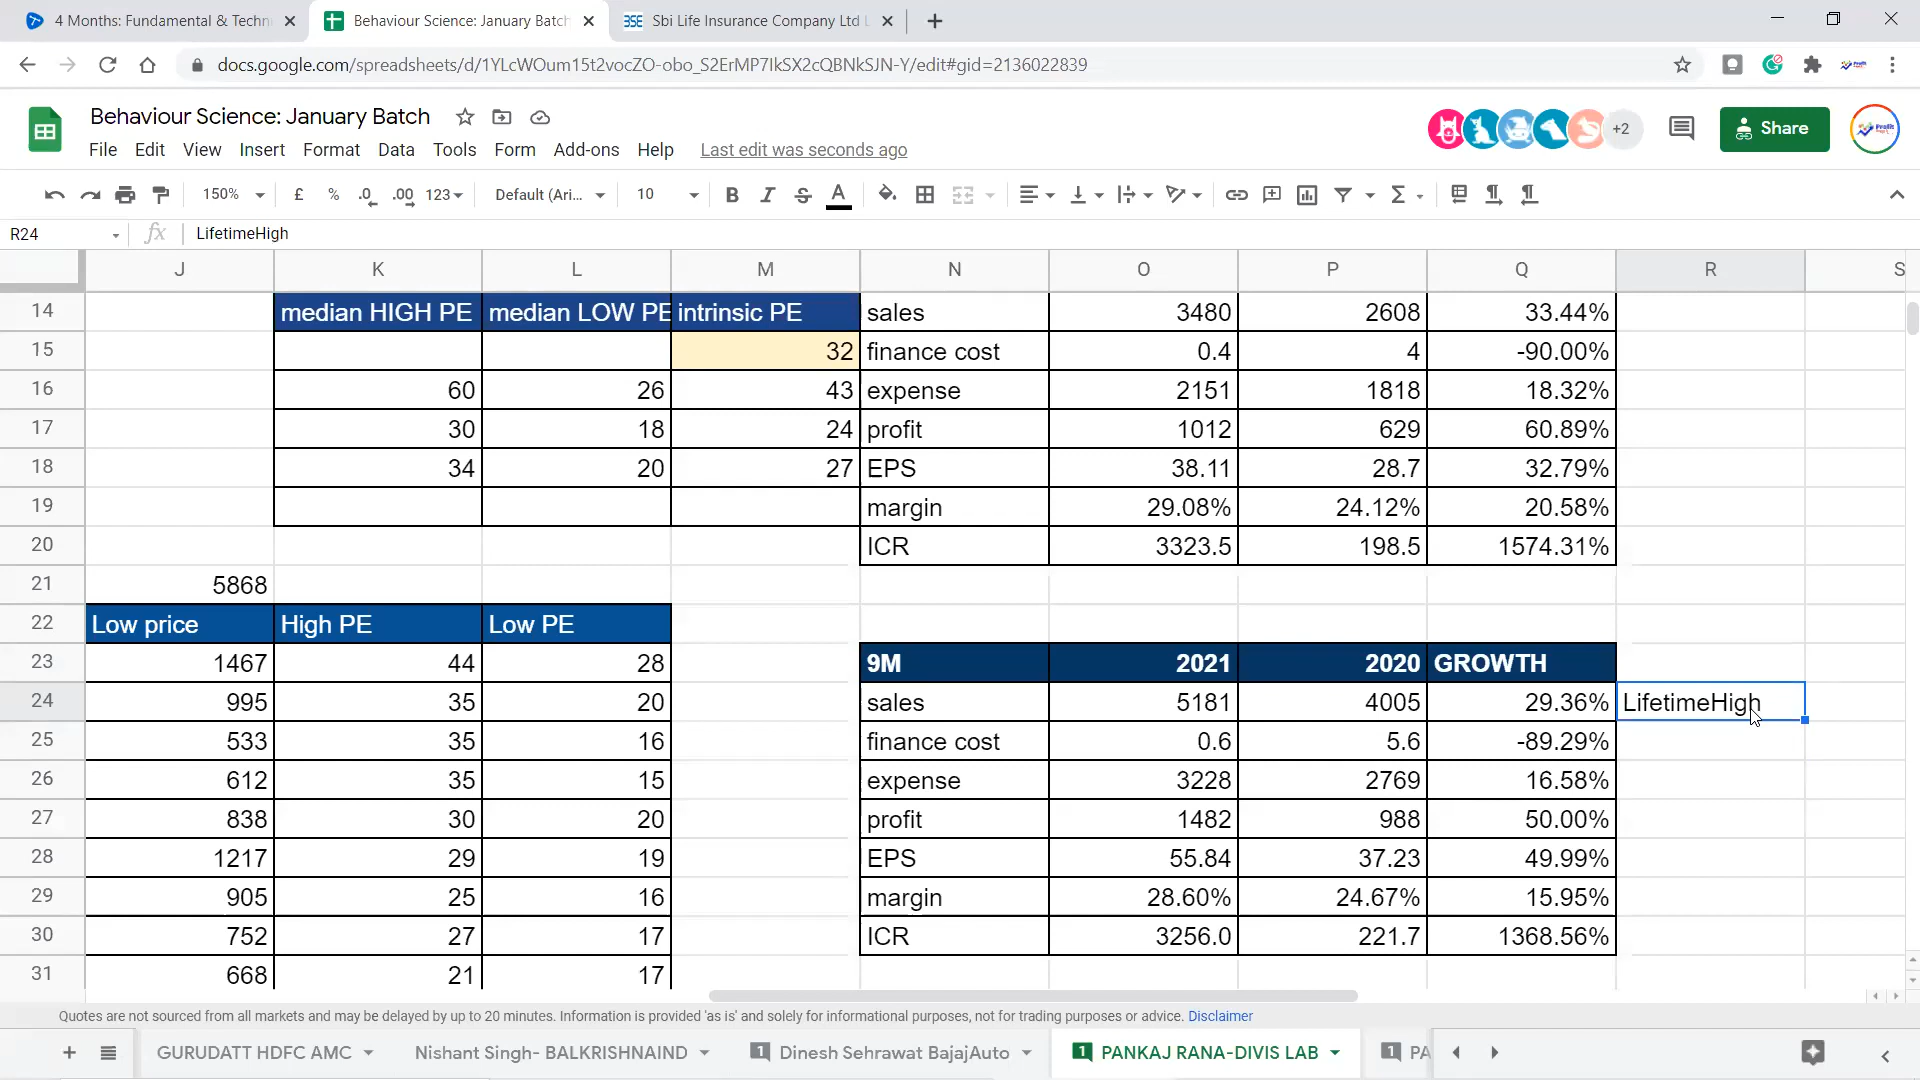 4 Months: Fundamental & Techn
Behaviour Science: January Batch
Sbi Life Insurance Company Ltd L
docs.google.com/spreadsheets/d/1YLcWOum15t2vocZO-obo_S2ErMP7IkSX2cQBNkSJN-Y/edit#gid=2136022839
Behaviour Science: January Batch
+2
Share
File Edit View Insert Format Data Tools Form Add-ons Help Last edit was seconds ago
150% £ % .0 .00 123 Default (Ari... 10 B I S A
R24 fx LifetimeHigh
J K L M N O P Q R S
14 median HIGH PE median LOW PE intrinsic PE sales 3480 2608 33.44%
15 32 finance cost 0.4 4 -90.00%
16 60 26 43 expense 2151 1818 18.32%
17 30 18 24 profit 1012 629 60.89%
18 34 20 27 EPS 38.11 28.7 32.79%
19 margin 29.08% 24.12% 20.58%
20 ICR 3323.5 198.5 1574.31%
21 5868
22 Low price High PE Low PE
23 1467 44 28 9M 2021 2020 GROWTH
24 995 35 20 sales 5181 4005 29.36% LifetimeHigh
25 533 35 16 finance cost 0.6 5.6 -89.29%
26 612 35 15 expense 3228 2769 16.58%
27 838 30 20 profit 1482 988 50.00%
28 1217 29 19 EPS 55.84 37.23 49.99%
29 905 25 16 margin 28.60% 24.67% 15.95%
30 752 27 17 ICR 3256.0 221.7 1368.56%
31 668 21 17
Quotes are not sourced from all markets and may be delayed by up to 20 minutes. Information is provided 'as is' and solely for informational purposes, not for trading purposes or advice. Disclaimer
GURUDATT HDFC AMC Nishant Singh- BALKRISHNAIND 1 Dinesh Sehrawat BajajAuto 1 PANKAJ RANA-DIVIS LAB 1 PA